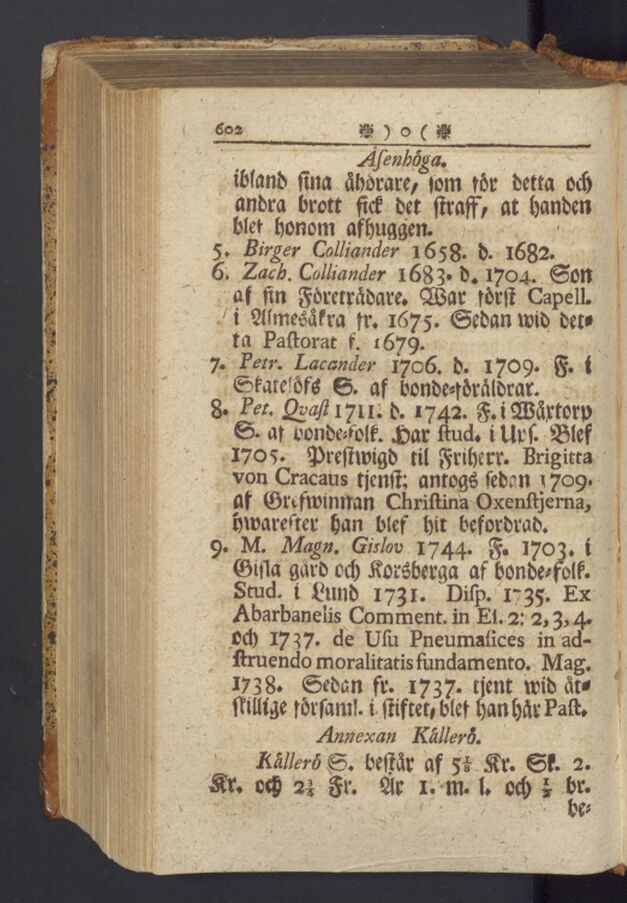 602 ❉ ) o ( ❉
Åsenhöga.
ibland sina åhörare, som för detta och
andra brott fick det straff, at handen
blef honom afhuggen.
5. Birger Colliander 1658. d. 1682.
6. Zach. Colliander 1683. d. 1704. Son
af sin Företrädare. War först Capell.
i Almesåkra fr. 1675. Sedan wid det=
ta Pastorat f. 1679.
7. Petr. Lacander 1706. d. 1709. F. i
Skatelöfs S. af bonde=föräldrar.
8. Pet. Qvast 1711. d. 1742. F. i Wärtorp
S. af bonde=folk. Har stud. i Ups. Blef
1705. Prestwigd til Friherr. Brigitta
von Cracaus tjenst; antogs sedan 1709.
af Grefwinnan Christina Oxenstjerna,
hwarefter han blef hit befordrad.
9. M. Magn. Gislov 1744. F. 1703. i
Gisla gård och Korsberga af bonde=folk.
Stud. i Lund 1731. Disp. 1735. Ex
Abarbanelis Comment. in Es. 2: 2, 3, 4.
och 1737. de Usu Pneumatices in ad-
struendo moralitatis fundamento. Mag.
1738. Sedan fr. 1737. tjent wid åt=
skillige församl. i stiftet, blef han här Past.
Annexan Källerö.
Källerö S. består af 5⅛ Kr. Sk. 2.
Kr. och 2¾ Fr. Är 1. m. l. och ½ br.
be=